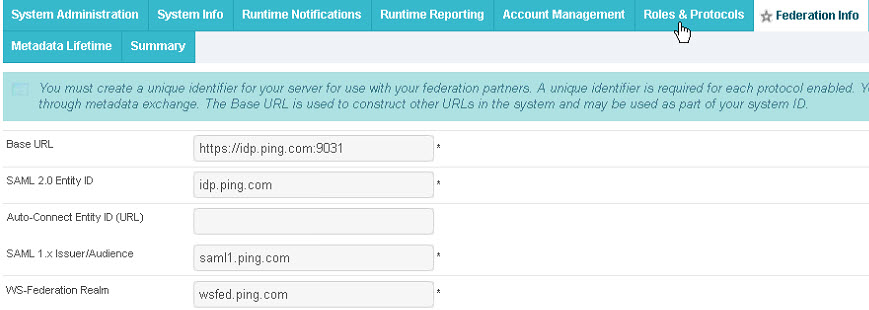 System Administration System Info Runtime Notifications Runtime Reporting Account Management Roles & Protocols Federation Info
Metadata Lifetime Summary
You must create a unique identifier for your server for use with your federation partners. A unique identifier is required for each protocol enabled.
through metadata exchange. The Base URL is used to construct other URLs in the system and may be used as part of your system ID.
Base URL https://idp.ping.com:9031 *
SAML 2.0 Entity ID idp.ping.com *
Auto-Connect Entity ID (URL)
SAML 1.x Issuer/Audience saml1.ping.com *
WS-Federation Realm wsfed.ping.com *